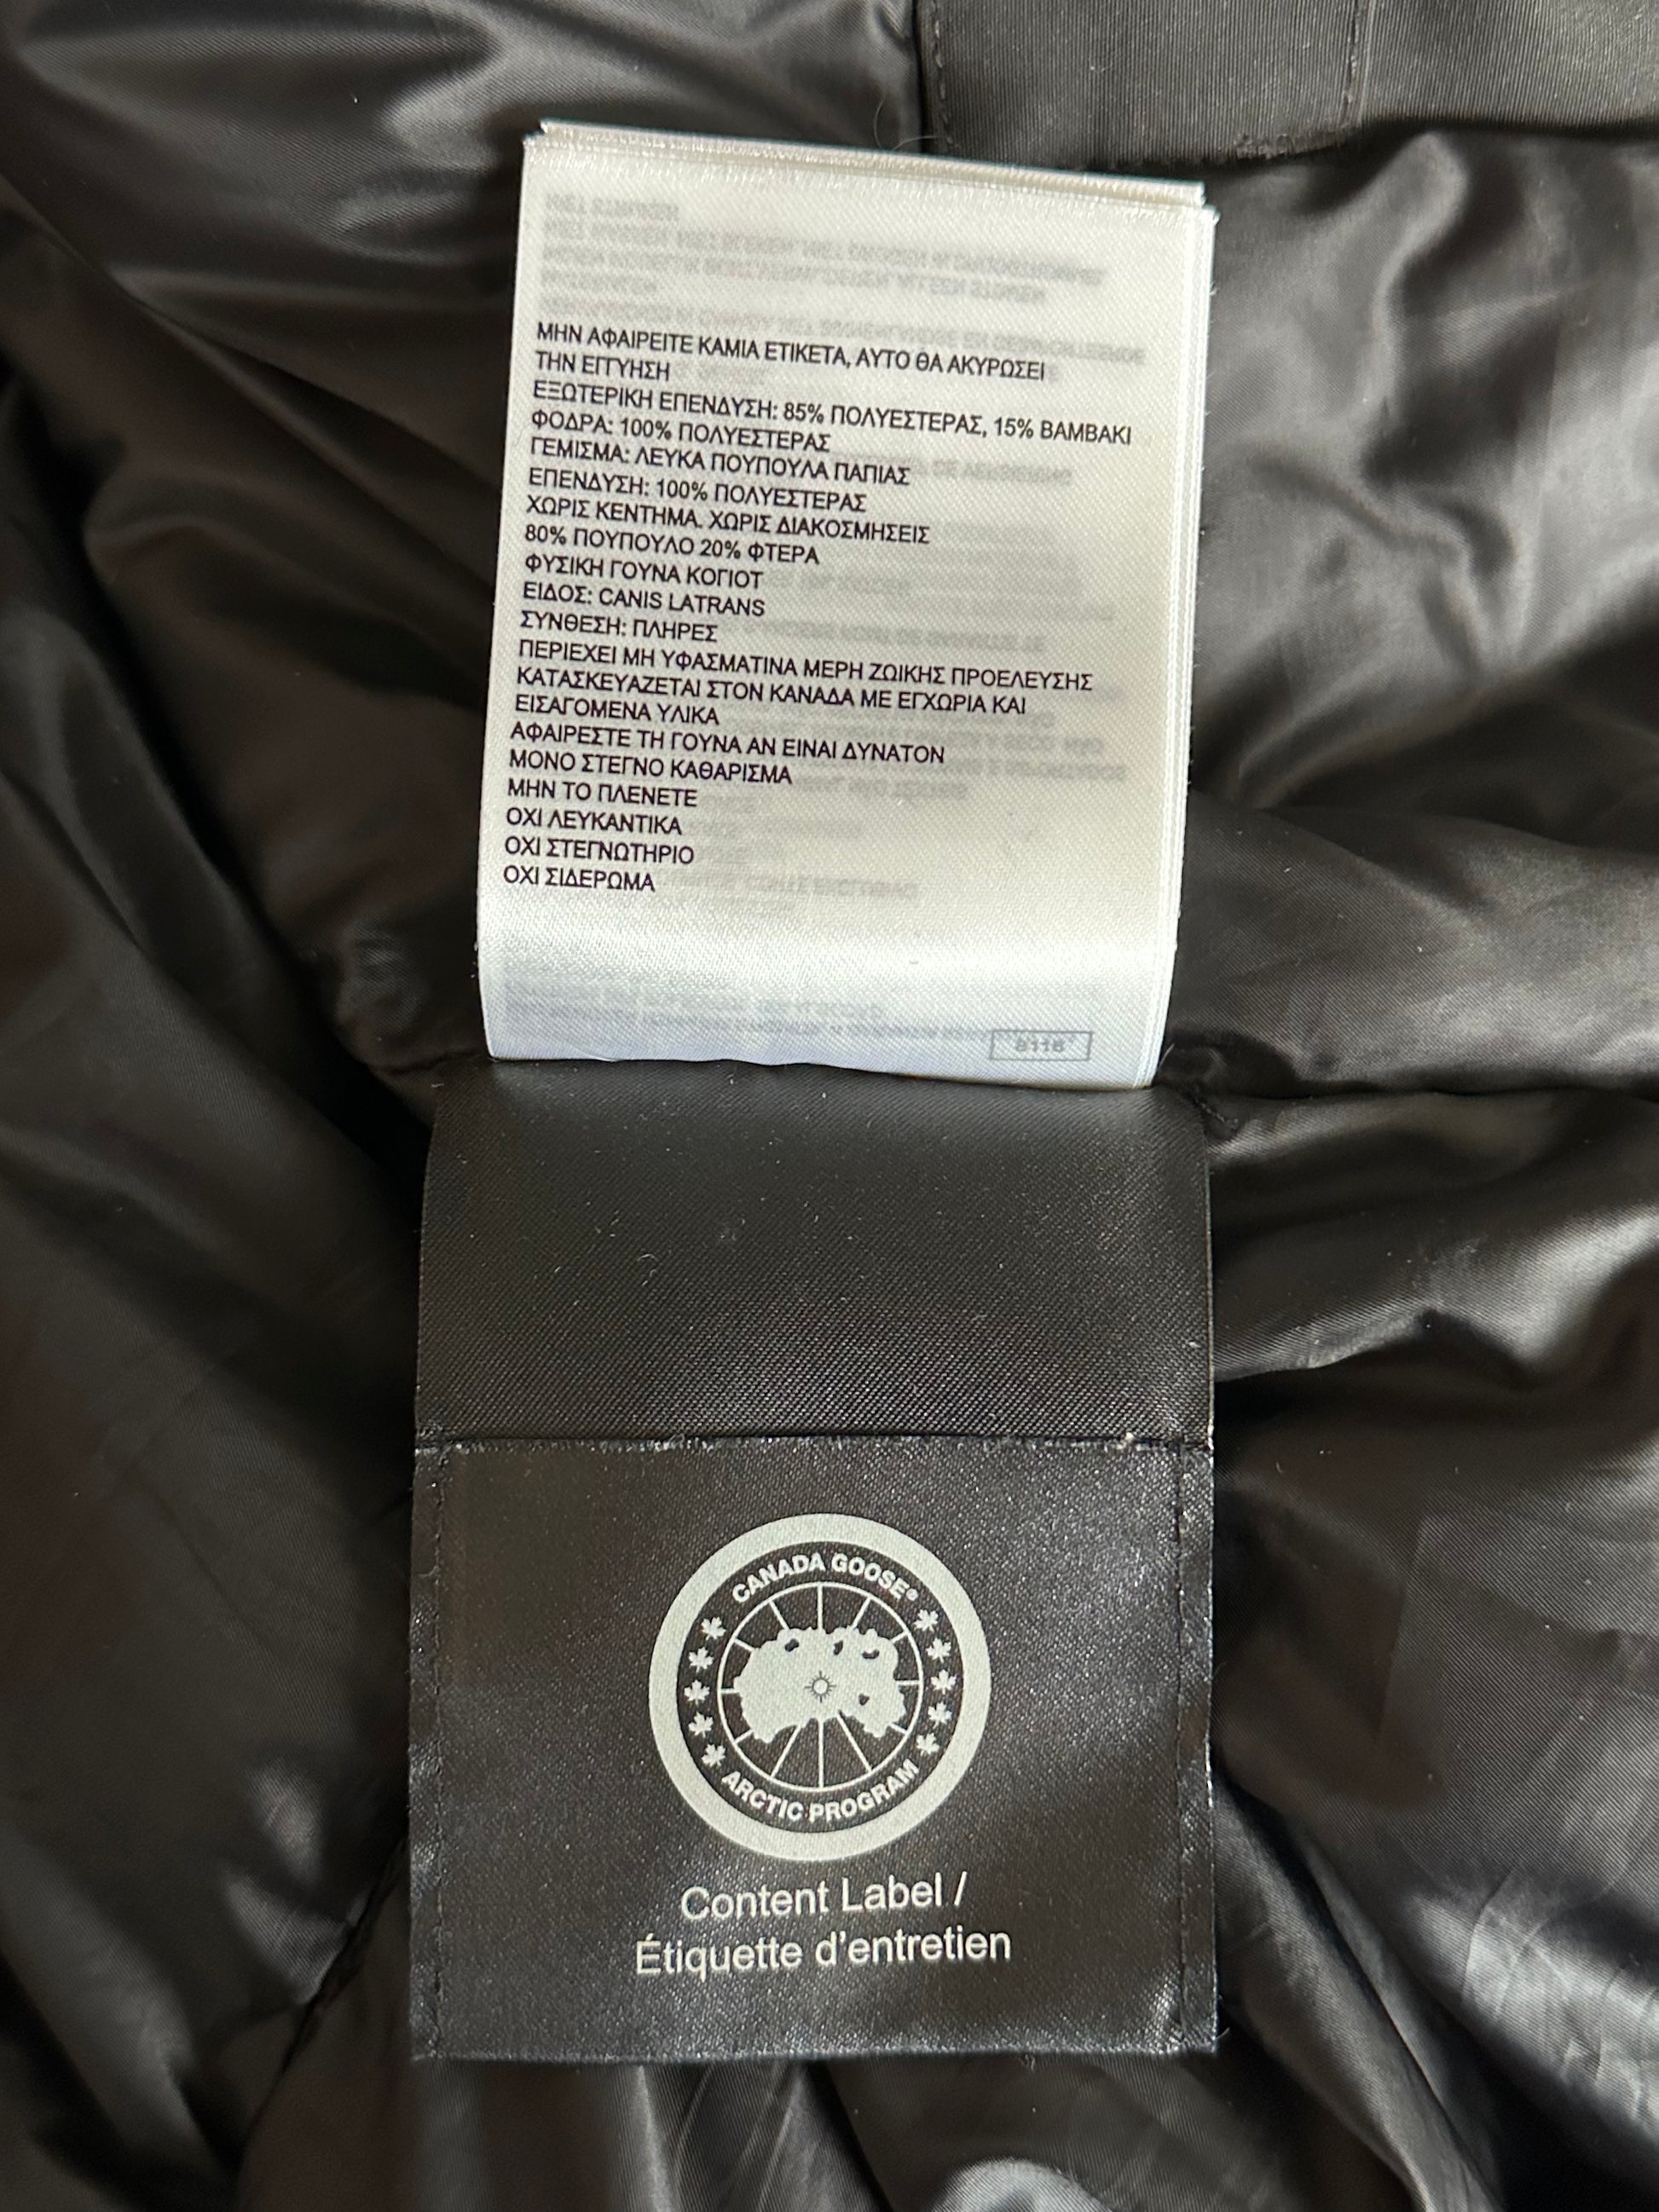 ΜΗΝ ΑΦΑΙΡΕΙΤΕ ΚΑΜΙΑ ΕΤΙΚΕΤΑ, ΑΥΤΟ ΘΑ ΑΚΥΡΩΣΕΙ
ΤΗΝ ΕΓΓΥΗΣΗ
ΕΞΩΤΕΡΙΚΗ ΕΠΕΝΔΥΣΗ: 85% ΠΟΛΥΕΣΤΕΡΑΣ, 15% ΒΑΜΒΑΚΙ
ΦΟΔΡΑ: 100% ΠΟΛΥΕΣΤΕΡΑΣ
ΓΕΜΙΣΜΑ: ΛΕΥΚΑ ΠΟΥΠΟΥΛΑ ΠΑΠΙΑΣ
ΕΠΕΝΔΥΣΗ: 100% ΠΟΛΥΕΣΤΕΡΑΣ
ΧΩΡΙΣ ΚΕΝΤΗΜΑ. ΧΩΡΙΣ ΔΙΑΚΟΣΜΗΣΕΙΣ
80% ΠΟΥΠΟΥΛΟ 20% ΦΤΕΡΑ
ΦΥΣΙΚΗ ΓΟΥΝΑ ΚΟΓΙΟΤ
ΕΙΔΟΣ: CANIS LATRANS
ΣΥΝΘΕΣΗ: ΠΛΗΡΕΣ
ΠΕΡΙΕΧΕΙ ΜΗ ΥΦΑΣΜΑΤΙΝΑ ΜΕΡΗ ΖΩΙΚΗΣ ΠΡΟΕΛΕΥΣΗΣ
ΚΑΤΑΣΚΕΥΑΖΕΤΑΙ ΣΤΟΝ ΚΑΝΑΔΑ ΜΕ ΕΓΧΩΡΙΑ ΚΑΙ
ΕΙΣΑΓΟΜΕΝΑ ΥΛΙΚΑ
ΑΦΑΙΡΕΣΤΕ ΤΗ ΓΟΥΝΑ ΑΝ ΕΙΝΑΙ ΔΥΝΑΤΟΝ
ΜΟΝΟ ΣΤΕΓΝΟ ΚΑΘΑΡΙΣΜΑ
ΜΗΝ ΤΟ ΠΛΕΝΕΤΕ
ΟΧΙ ΛΕΥΚΑΝΤΙΚΑ
ΟΧΙ ΣΤΕΓΝΩΤΗΡΙΟ
ΟΧΙ ΣΙΔΕΡΩΜΑ
CANADA GOOSE®
ARCTIC PROGRAM
Content Label /
Étiquette d'entretien